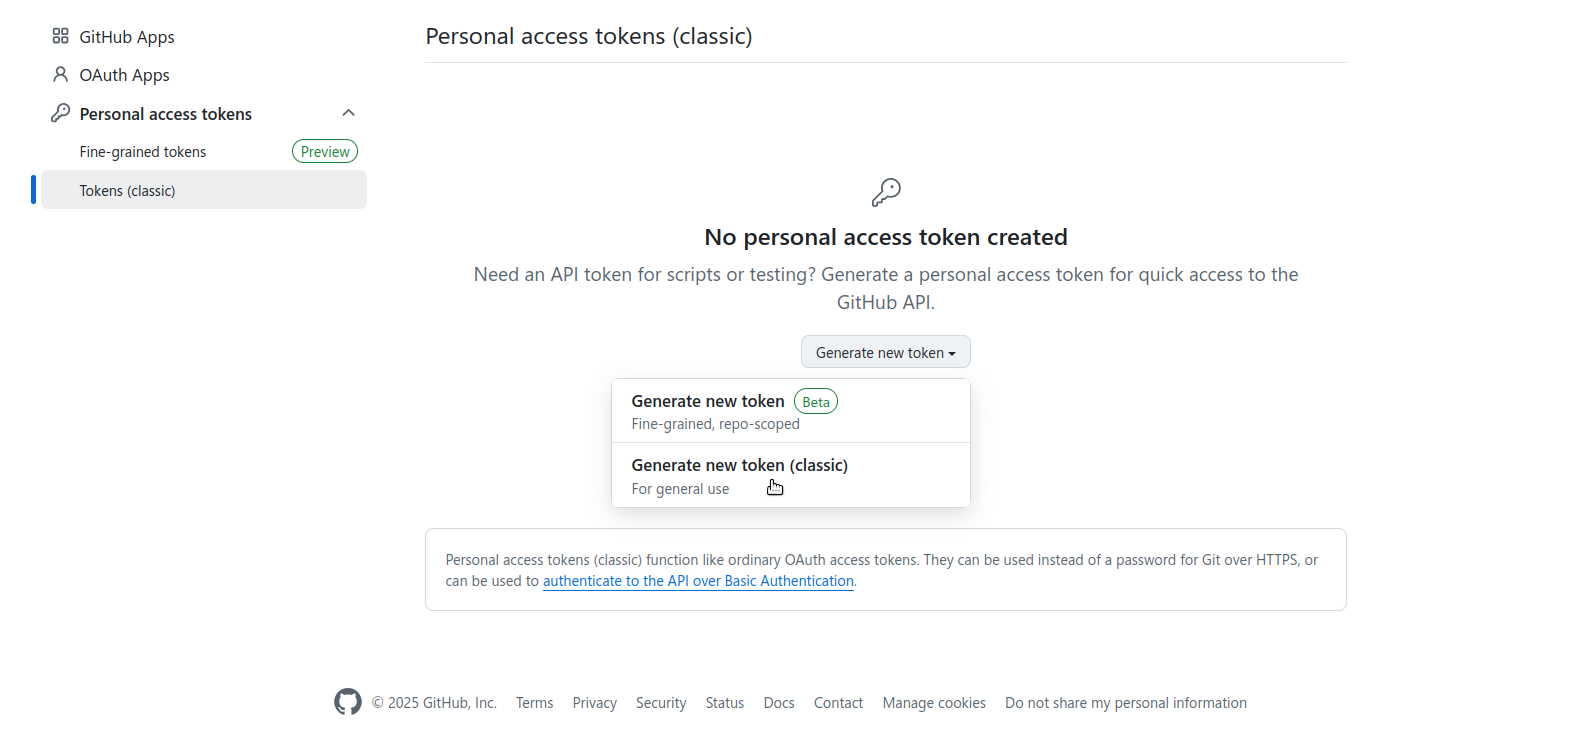 GitHub Apps
OAuth Apps
Personal access tokens
Fine-grained tokens Preview
Tokens (classic)
Personal access tokens (classic)
No personal access token created
Need an API token for scripts or testing? Generate a personal access token for quick access to the
GitHub API.
Generate new token
Generate new token Beta
Fine-grained, repo-scoped
Generate new token (classic)
For general use
Personal access tokens (classic) function like ordinary OAuth access tokens. They can be used instead of a password for Git over HTTPS, or
can be used to authenticate to the API over Basic Authentication.
© 2025 GitHub, Inc. Terms Privacy Security Status Docs Contact Manage cookies Do not share my personal information